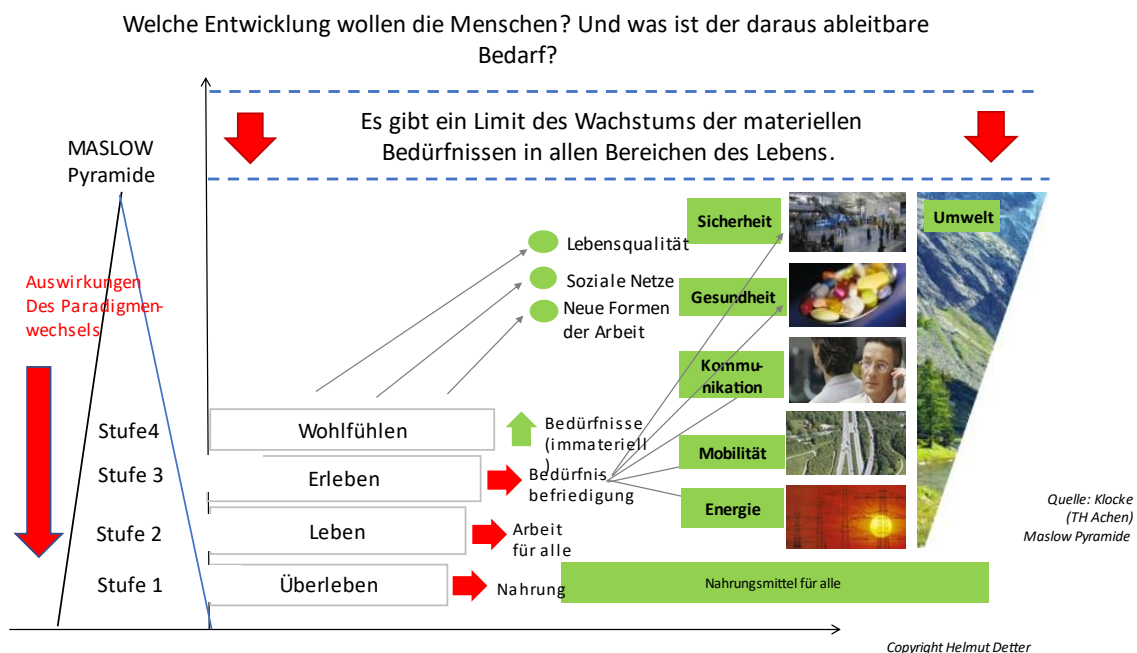 Welche Entwicklung wollen die Menschen? Und was ist der daraus ableitbare
Bedarf?
Es gibt ein Limit des Wachstums der materiellen
Bedürfnissen in allen Bereichen des Lebens.
MASLOW
Pyramide
Auswirkungen
Des Paradigmen-
wechsels
Sicherheit
Umwelt
Lebensqualität
Soziale Netze
Neue Formen
der Arbeit
Gesundheit
Kommu-
nikation
Mobilität
Energie
Stufe4
Wohlfühlen
Bedürfnisse
(immateriell
)
Stufe 3
Erleben
Bedürfnis
befriedigung
Stufe 2
Leben
Arbeit
für alle
Stufe 1
Überleben
Nahrung
Nahrungsmittel für alle
Quelle: Klocke
(TH Achen)
Maslow Pyramide
Copyright Helmut Detter